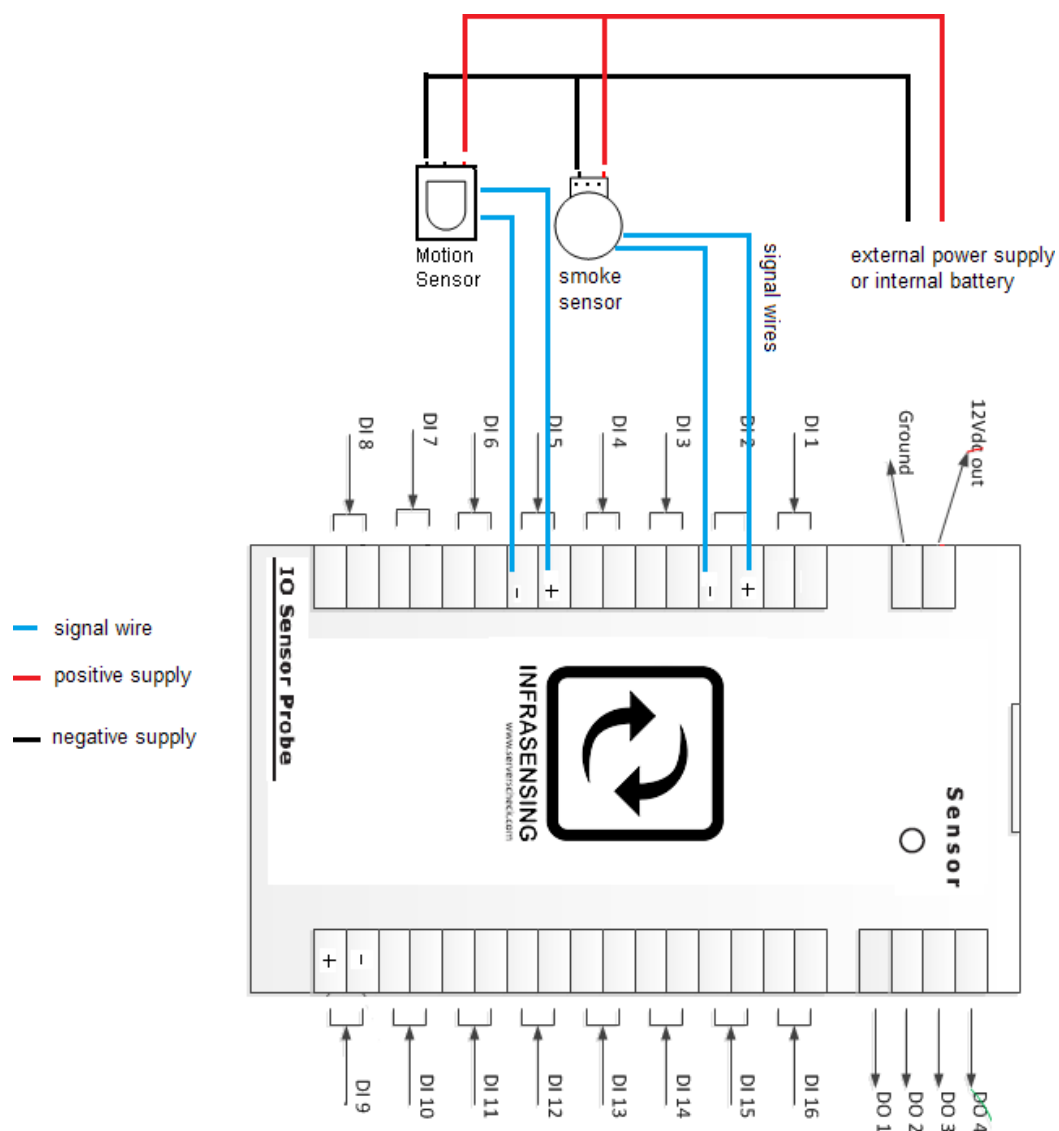 Motion
Sensor
smoke
sensor
signal wires
external power supply
or internal battery
DI 8
DI 7
DI 6
DI 5
DI 4
DI 3
DI 2
DI 1
Ground
12Vdc out
- +
- +
signal wire
positive supply
negative supply
IO Sensor Probe
INFRASENSING
www.serverscheck.com
Sensor
+ -
DI 9
DI 10
DI 11
DI 12
DI 13
DI 14
DI 15
DI 16
DO 1
DO 2
DO 3
DO 4